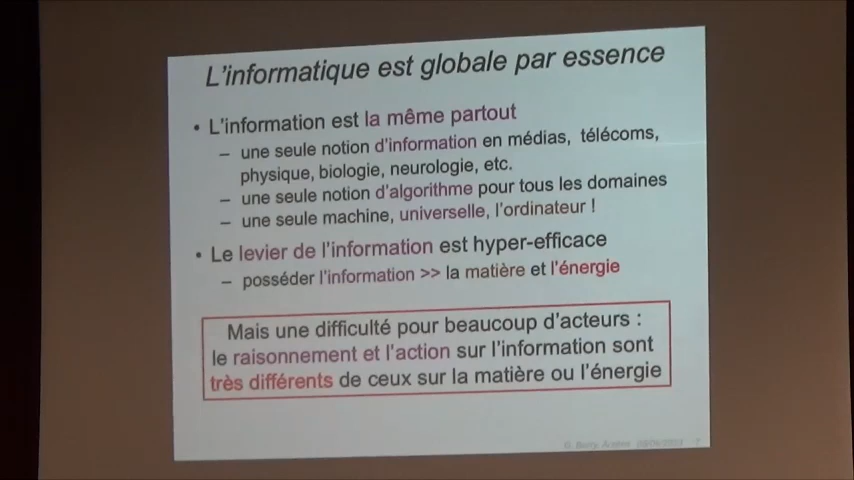 L'informatique est globale par essence
• L'information est la même partout
– une seule notion d'information en médias, télécoms,
physique, biologie, neurologie, etc.
– une seule notion d'algorithme pour tous les domaines
– une seule machine, universelle, l'ordinateur !
• Le levier de l'information est hyper-efficace
– posséder l'information >> la matière et l'énergie
Mais une difficulté pour beaucoup d'acteurs :
le raisonnement et l'action sur l'information sont
très différents de ceux sur la matière ou l'énergie
G. Berry,